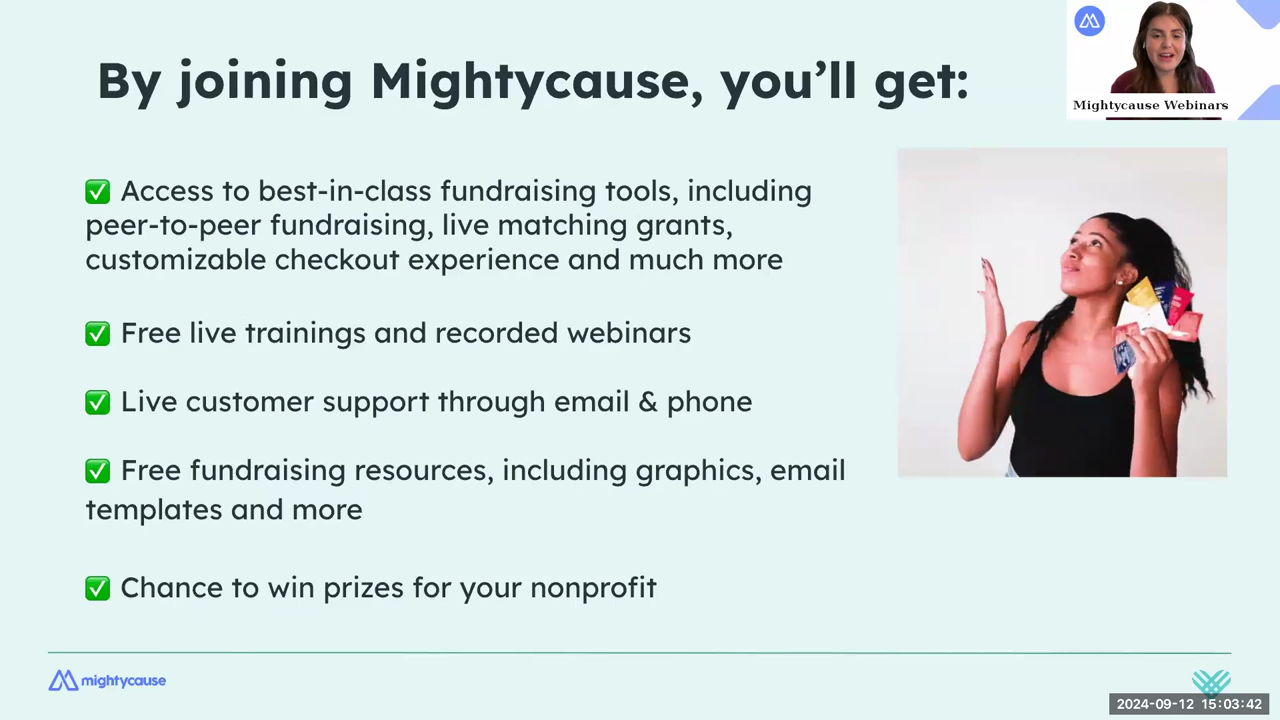 By joining Mightycause, you’ll get:
Mightycause Webinars
✅ Access to best-in-class fundraising tools, including
peer-to-peer fundraising, live matching grants,
customizable checkout experience and much more
✅ Free live trainings and recorded webinars
✅ Live customer support through email & phone
✅ Free fundraising resources, including graphics, email
templates and more
✅ Chance to win prizes for your nonprofit
mightycause
2024-09-12 15:03:42